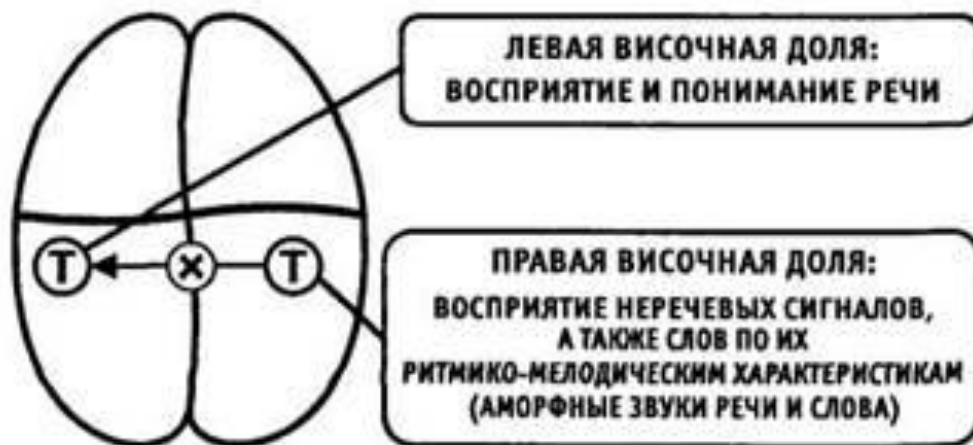 ЛЕВАЯ ВИСОЧНАЯ ДОЛЯ:
ВОСПРИЯТИЕ И ПОНИМАНИЕ РЕЧИ
Т
×
Т
ПРАВАЯ ВИСОЧНАЯ ДОЛЯ:
ВОСПРИЯТИЕ НЕРЕЧЕВЫХ СИГНАЛОВ,
А ТАКЖЕ СЛОВ ПО ИХ
РИТМИКО-МЕЛОДИЧЕСКИМ ХАРАКТЕРИСТИКАМ
(АМОРФНЫЕ ЗВУКИ РЕЧИ И СЛОВА)